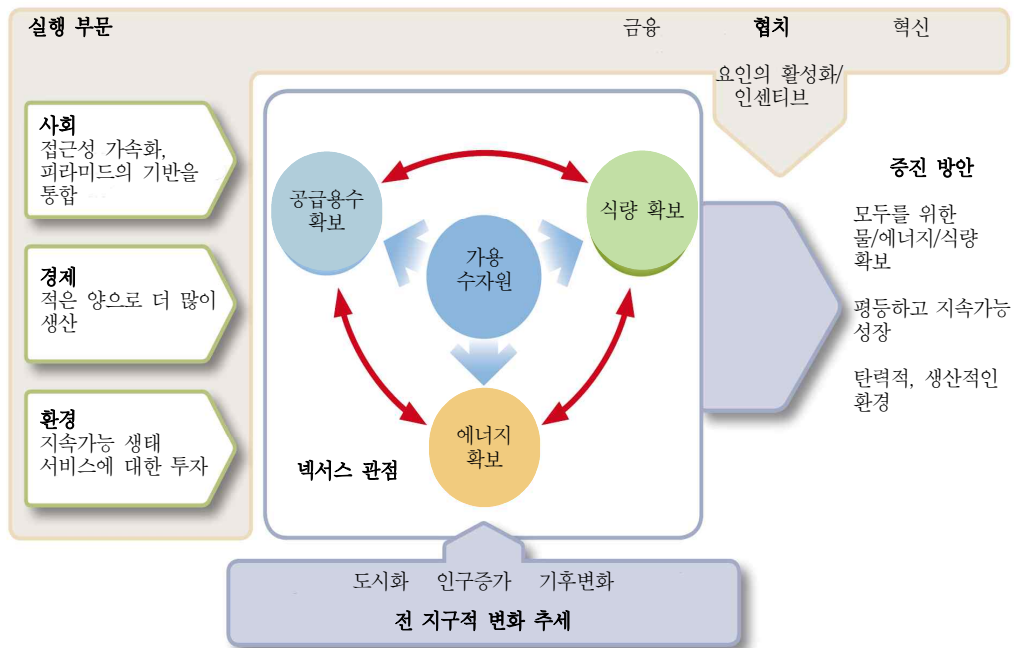 실행 부문
금융 협치 혁신
요인의 활성화/
인센티브
사회
접근성 가속화,
피라미드의 기반을
통합
경제
적은 양으로 더 많이
생산
환경
지속가능 생태
서비스에 대한 투자
공급용수
확보
식량 확보
가용
수자원
에너지
확보
넥서스 관점
증진 방안
모두를 위한
물/에너지/식량
확보
평등하고 지속가능
성장
탄력적, 생산적인
환경
도시화 인구증가 기후변화
전 지구적 변화 추세